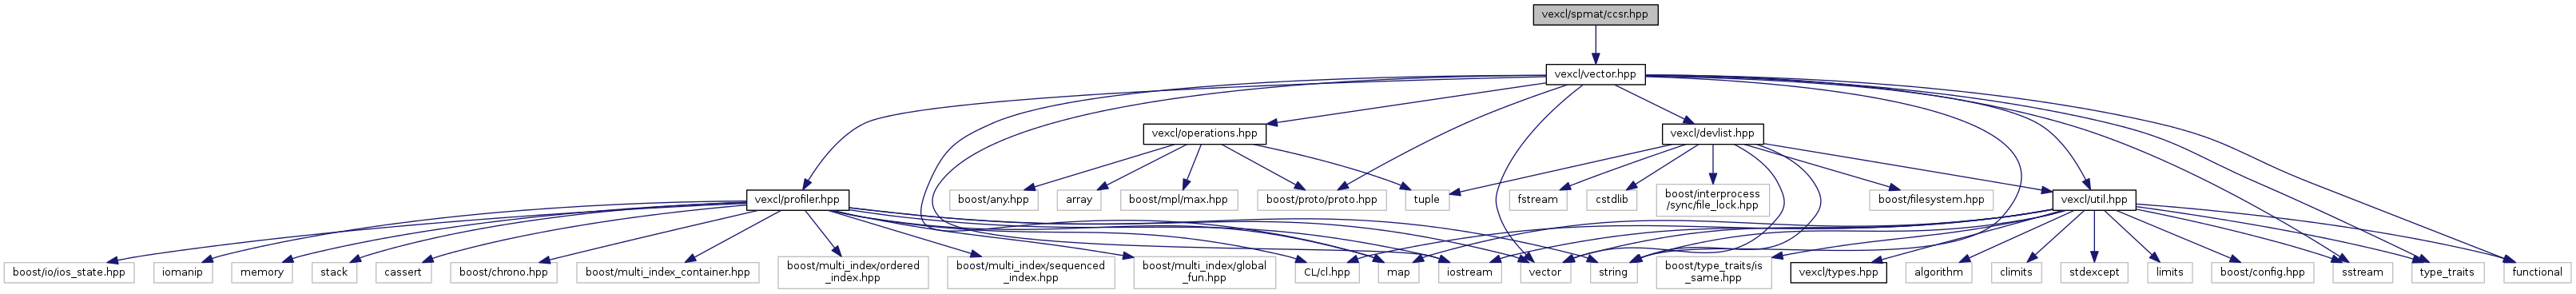 vexcl/spmat/ccsr.hpp
vexcl/vector.hpp
vexcl/operations.hpp
vexcl/devlist.hpp
vexcl/profiler.hpp
boost/any.hpp
array
boost/mpl/max.hpp
boost/proto/proto.hpp
tuple
fstream
cstdlib
boost/interprocess
/sync/file_lock.hpp
boost/filesystem.hpp
vexcl/util.hpp
boost/io/ios_state.hpp
iomanip
memory
stack
cassert
boost/chrono.hpp
boost/multi_index_container.hpp
boost/multi_index/ordered
_index.hpp
boost/multi_index/sequenced
_index.hpp
boost/multi_index/global
_fun.hpp
CL/cl.hpp
map
iostream
vector
string
boost/type_traits/is
_same.hpp
vexcl/types.hpp
algorithm
climits
stdexcept
limits
boost/config.hpp
sstream
type_traits
functional